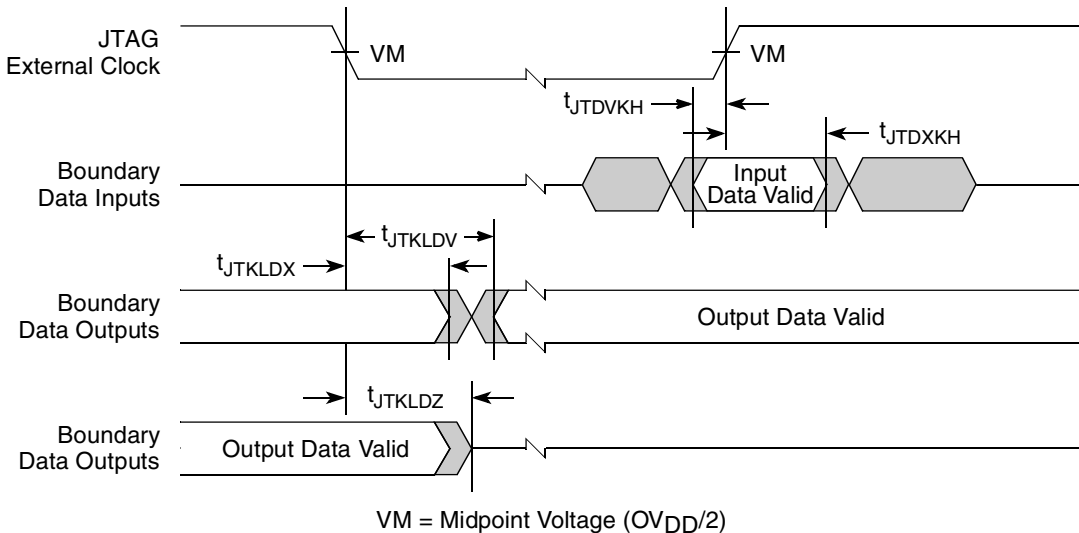 JTAG
External Clock
VM
VM
tJTDVKH
tJTDXKH
Boundary
Data Inputs
Input
Data Valid
tJTKLDV
tJTKLDX
Boundary
Data Outputs
Output Data Valid
tJTKLDZ
Boundary
Data Outputs
Output Data Valid
VM = Midpoint Voltage (OVDD/2)